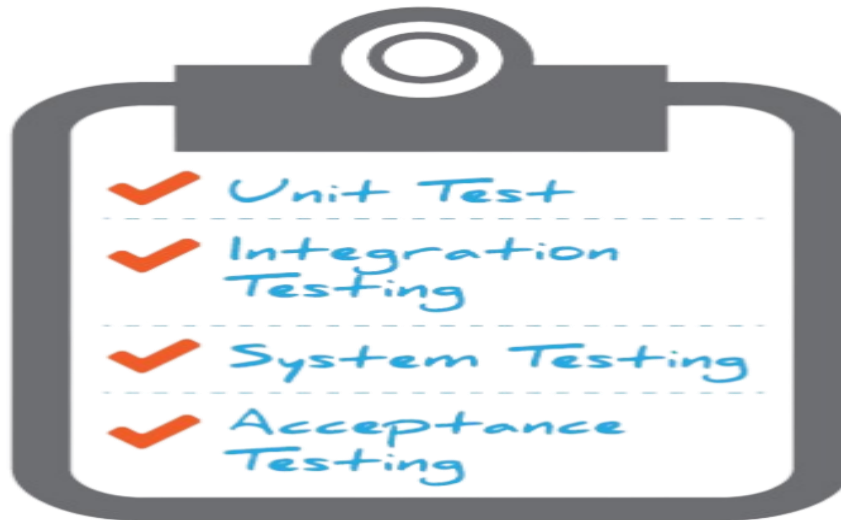 Unit Test
Integration
Testing
System Testing
Acceptance
Testing